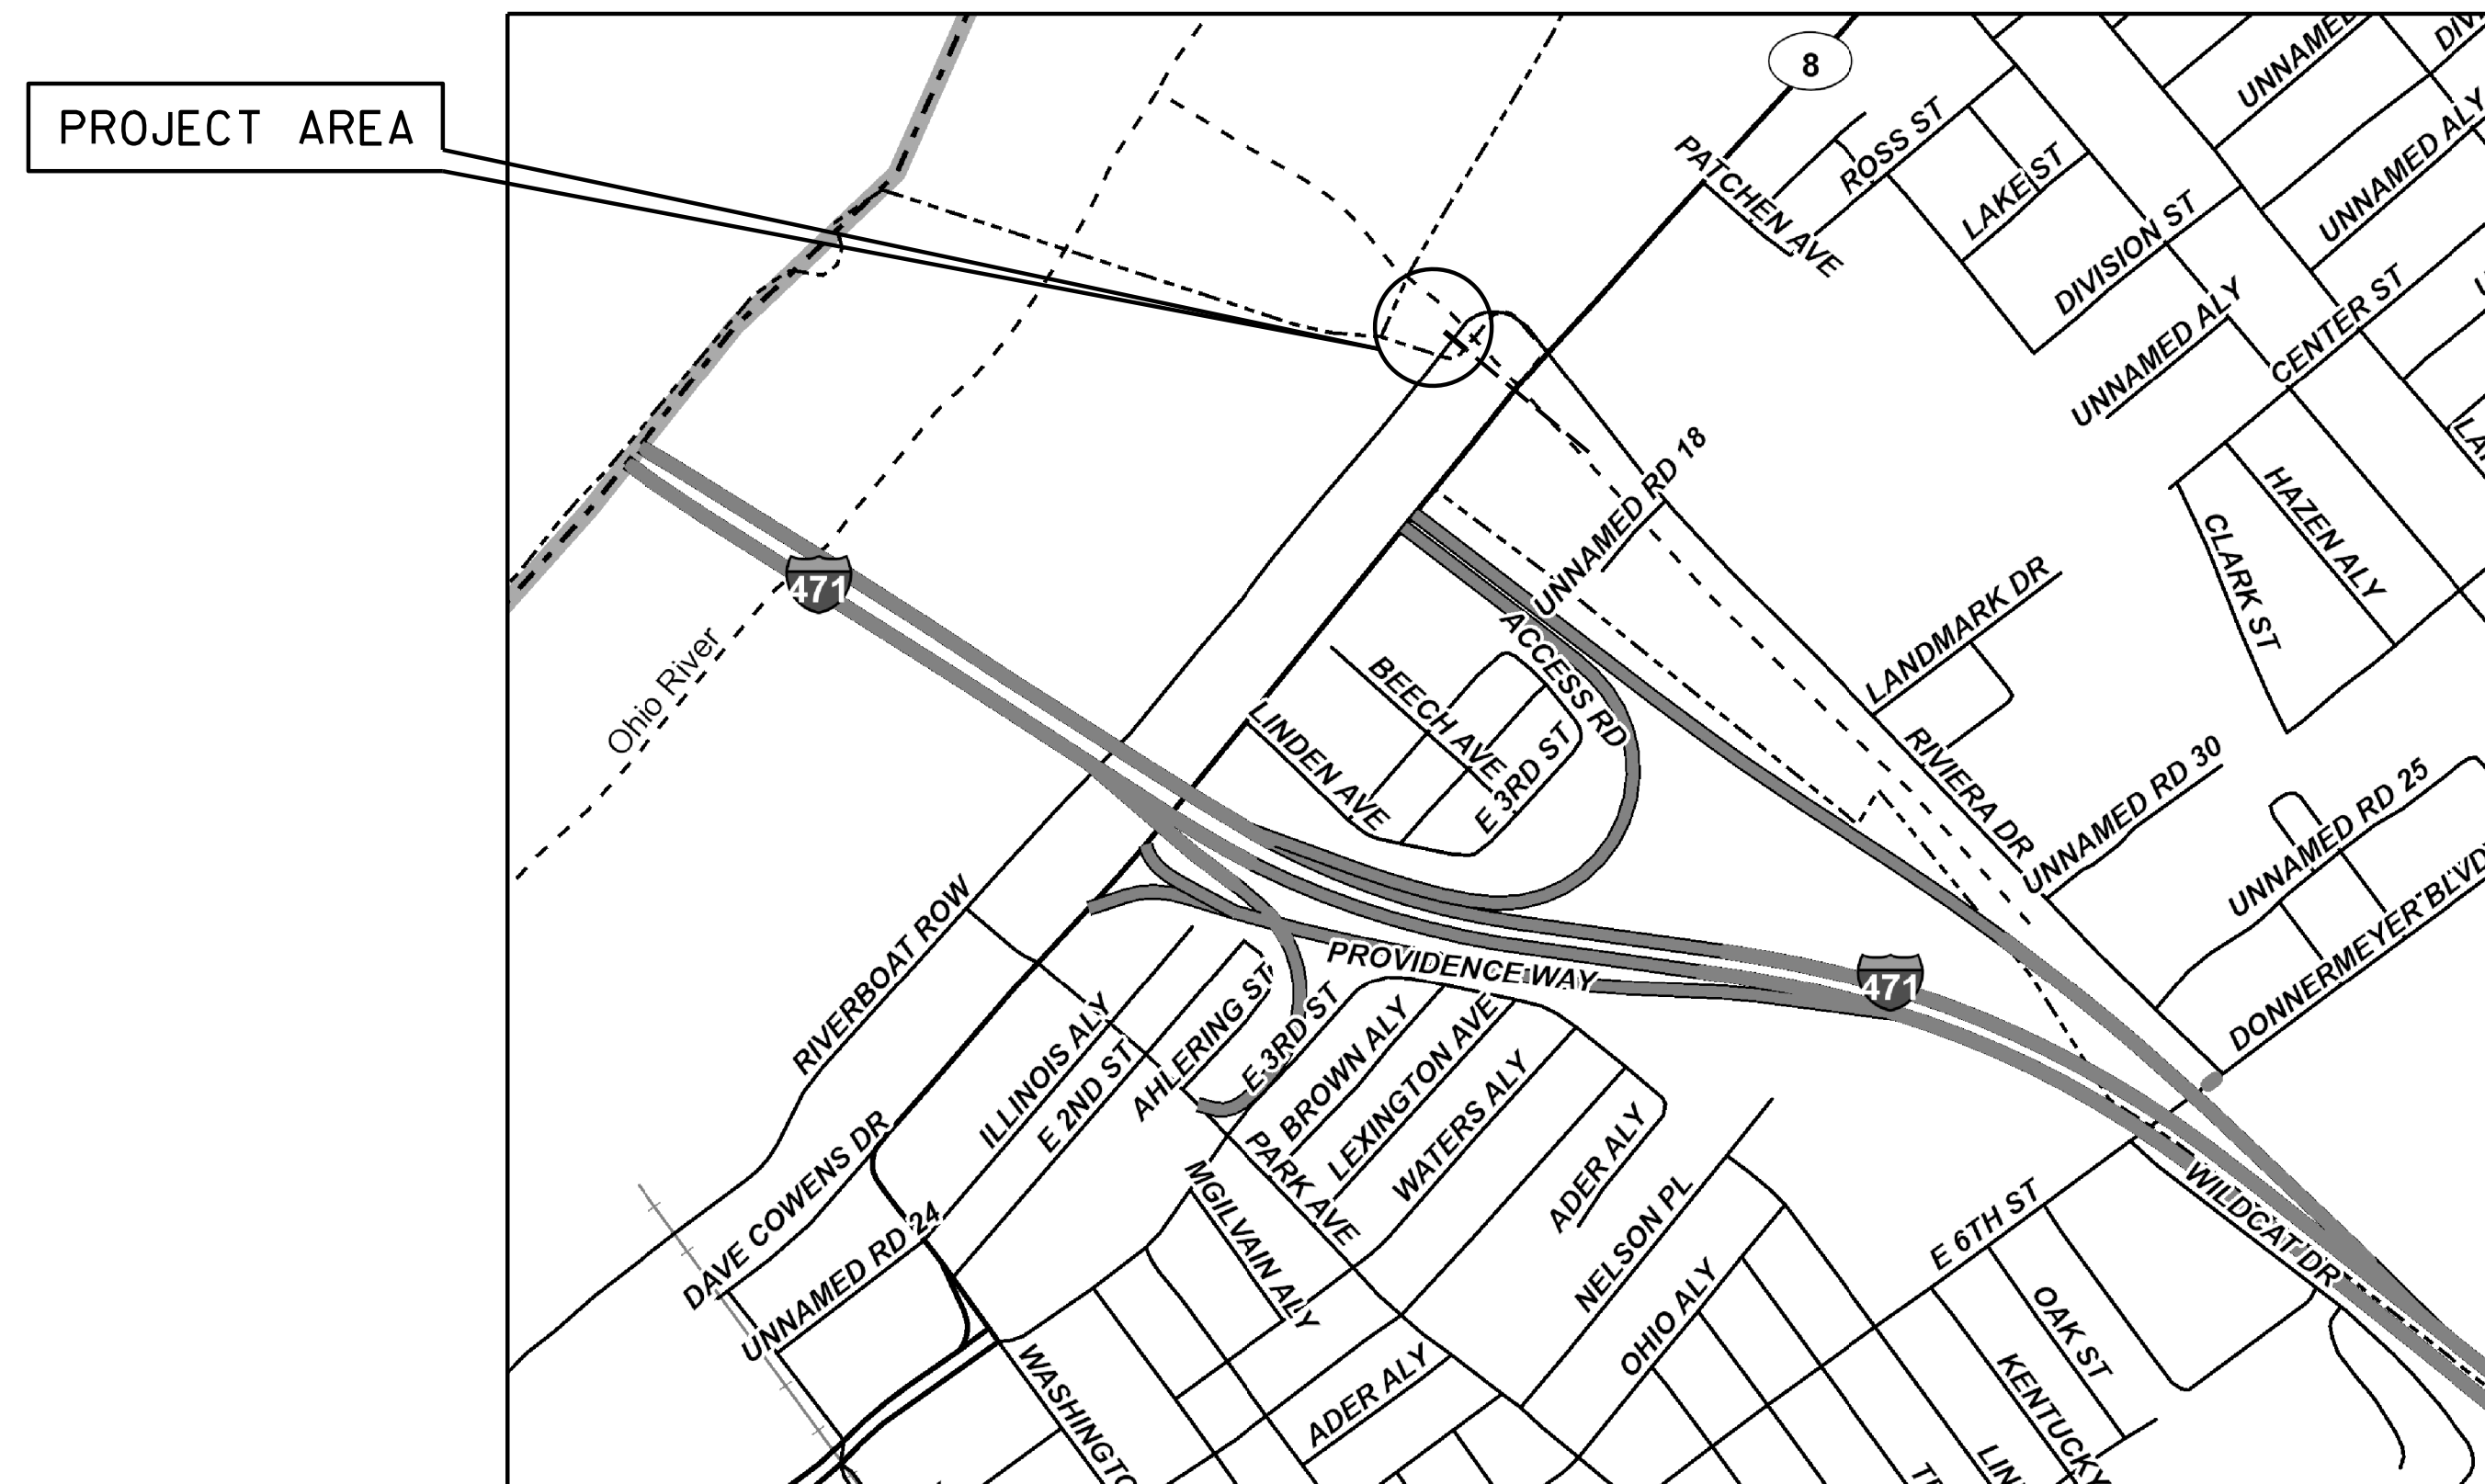 PROJECT AREA
8
UNNAMED
PATCHEN AVE
ROSS ST
LAKE ST
UNNAMED ALY
DIVISION ST
UNNAMED ALY
CENTER ST
UNNAMED RD 18
HAZEN ALY
CLARK ST
471
ACCESS RD
LANDMARK DR
Ohio River
BEECH AVE
LINDEN AVE
E 3RD ST
RIVIERA DR
UNNAMED RD 30
UNNAMED RD 25
DONNERMEYER BLVD
RIVERBOAT ROW
PROVIDENCE WAY
471
ILLINOIS ALY
E 2ND ST
AHLERING ST
E 3RD ST
BROWN ALY
LEXINGTON AVE
WATERS ALY
ADER ALY
PARK AVE
MGILVAIN ALY
DAVE COWENS DR
UNNAMED RD 24
NELSON PL
OHIO ALY
E 6TH ST
WILDCAT DR
OAK ST
KENTUCKY
ADER ALY
WASHINGTO
LIN